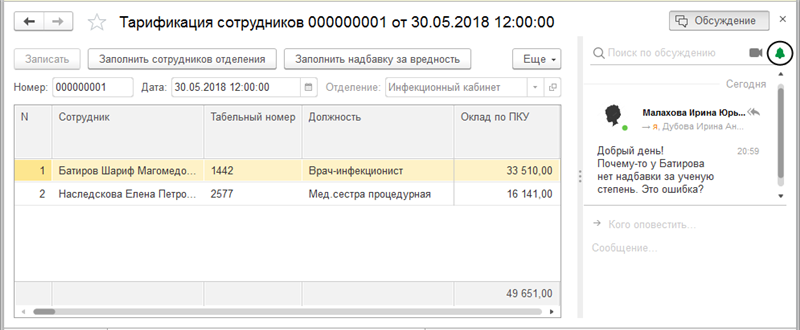 Тарификация сотрудников 000000001 от 30.05.2018 12:00:00
Обсуждение
Записать
Заполнить сотрудников отделения
Заполнить надбавку за вредность
Еще
Номер: 000000001 Дата: 30.05.2018 12:00:00 Отделение: Инфекционный кабинет
N Сотрудник Табельный номер Должность Оклад по ПКУ
1 Батиров Шариф Магомедо... 1442 Врач-инфекционист 33 510,00
2 Наследскова Елена Петро... 2577 Мед.сестра процедурная 16 141,00
49 651,00
Поиск по обсуждению
Сегодня
Малахова Ирина Юрь...
→ я, Дубова Ирина Ан...
Добрый день! 20:59
Почему-то у Батирова
нет надбавки за ученую
степень. Это ошибка?
Кого оповестить...
Сообщение...